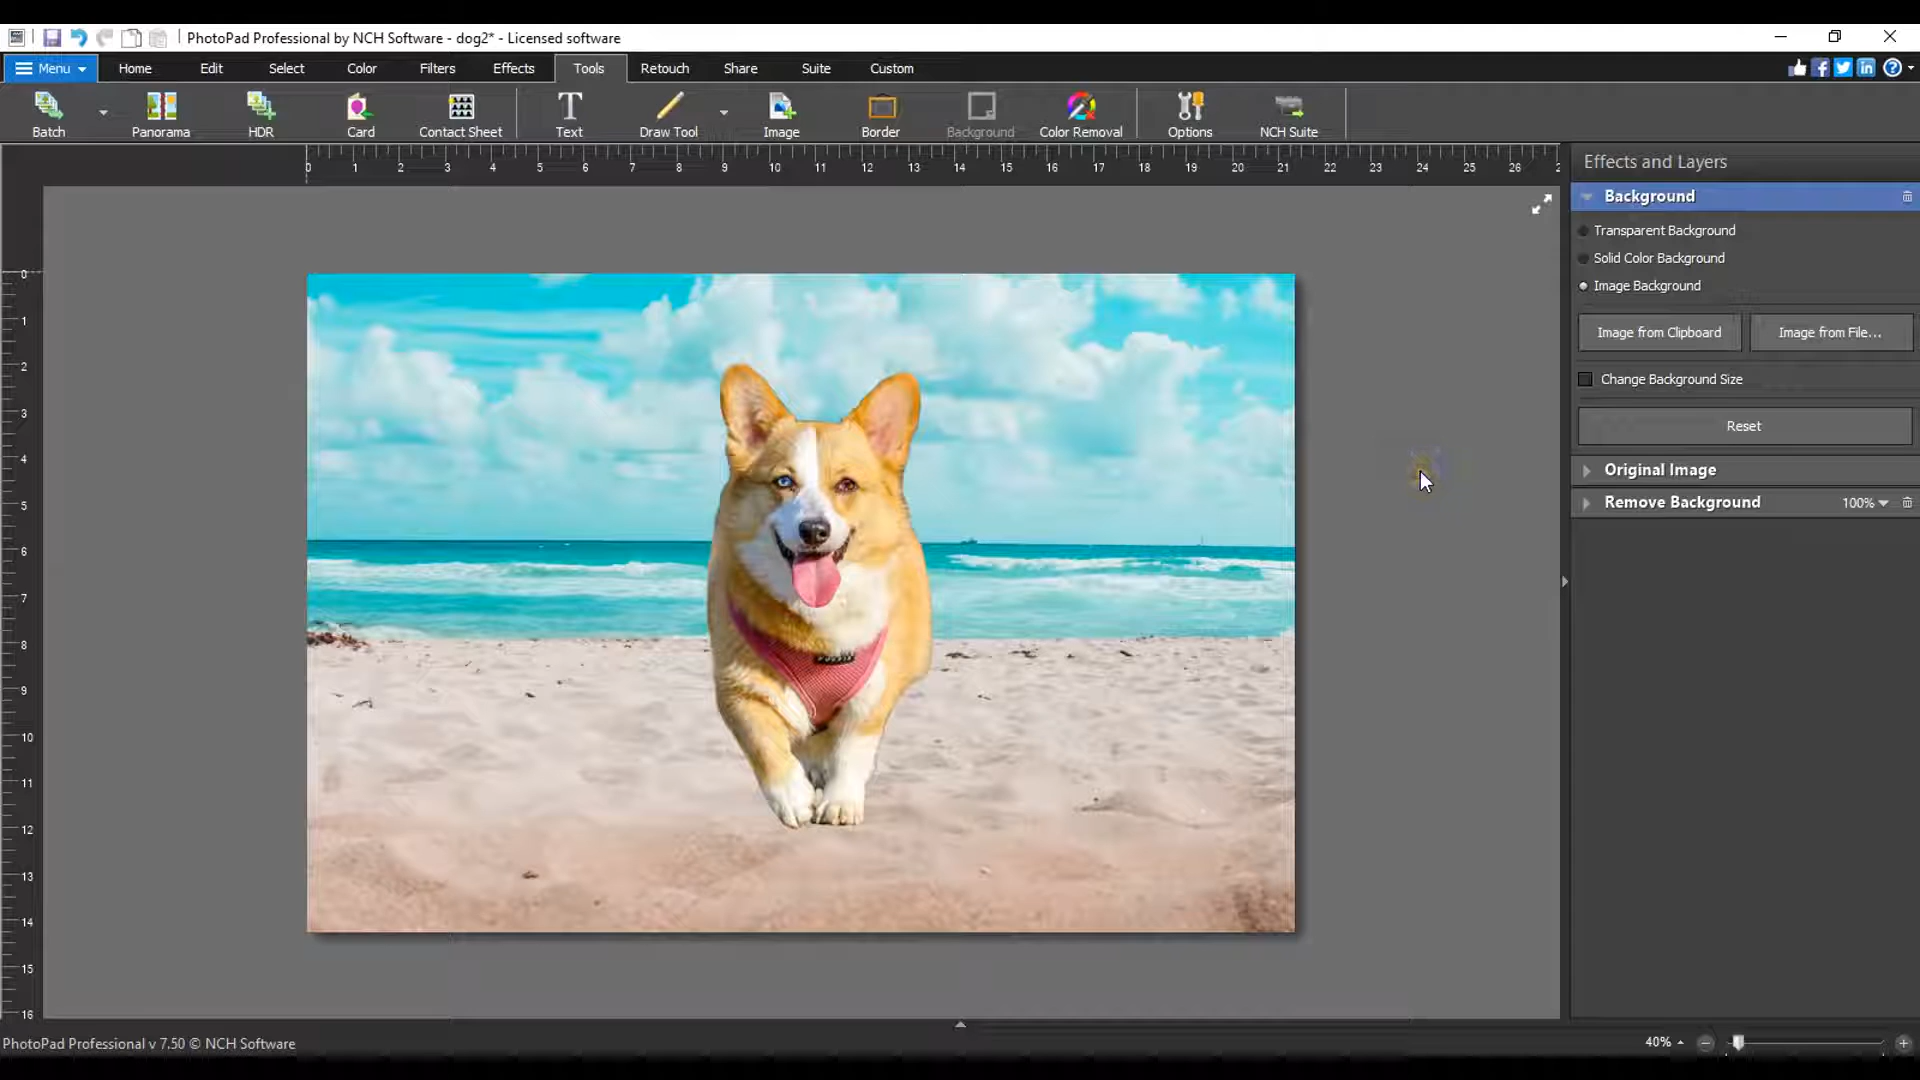 PhotoPad Professional by NCH Software - dog2* - Licensed software
Menu Home Edit Select Color Filters Effects Tools Retouch Share Suite Custom
Batch Panorama HDR Card Contact Sheet Text Draw Tool Image Border Background Color Removal Options NCH Suite
0 1 2 3 4 5 6 7 8 9 10 11 12 13 14 15 16 17 18 19 20 21 22 23 24 25 26 2
Effects and Layers
Background
Transparent Background
Solid Color Background
Image Background
Image from Clipboard Image from File...
Change Background Size
Reset
Original Image
Remove Background 100%
0
1
2
3
4
5
6
7
8
9
10
11
12
13
14
15
16
PhotoPad Professional v 7.50 © NCH Software 40%